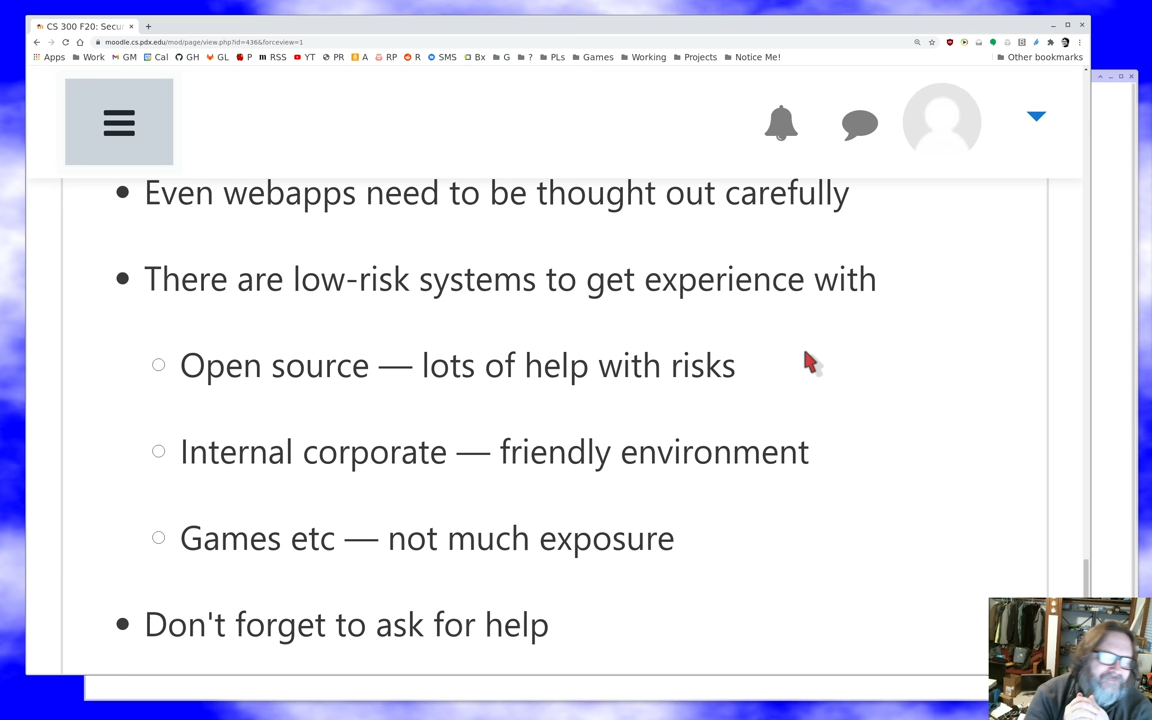 CS 300 F20: Secur
moodle.cs.pdx.edu/mod/page/view.php?id=436&forceview=1
Apps Work GM Cal GH GL P RSS YT PR A RP R SMS Bx G ? PLs Games Working Projects Notice Me! Other bookmarks
Even webapps need to be thought out carefully
There are low-risk systems to get experience with
Open source — lots of help with risks
Internal corporate — friendly environment
Games etc — not much exposure
Don't forget to ask for help